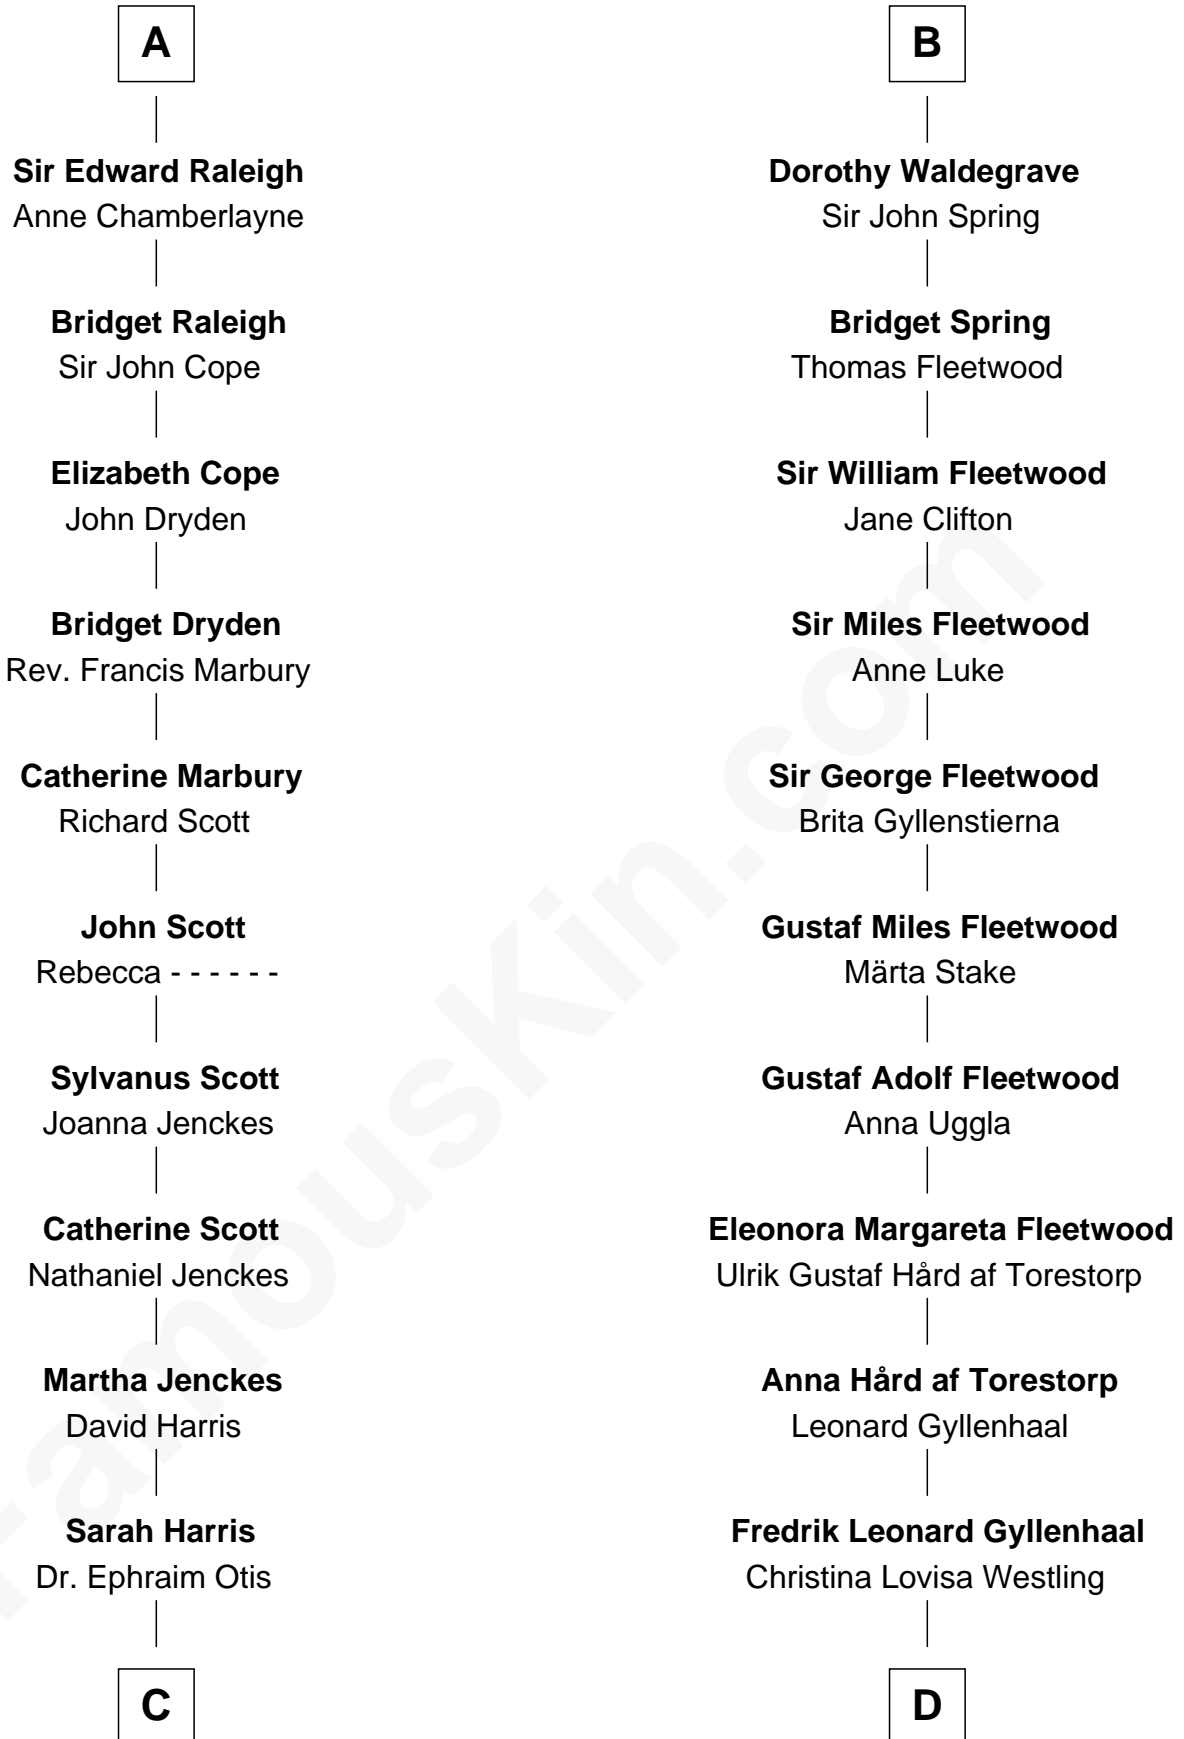 A
Sir Edward Raleigh
Anne Chamberlayne
Bridget Raleigh
Sir John Cope
Elizabeth Cope
John Dryden
Bridget Dryden
Rev. Francis Marbury
Catherine Marbury
Richard Scott
John Scott
Rebecca - - - - - -
Sylvanus Scott
Joanna Jenckes
Catherine Scott
Nathaniel Jenckes
Martha Jenckes
David Harris
Sarah Harris
Dr. Ephraim Otis
C
B
Dorothy Waldegrave
Sir John Spring
Bridget Spring
Thomas Fleetwood
Sir William Fleetwood
Jane Clifton
Sir Miles Fleetwood
Anne Luke
Sir George Fleetwood
Brita Gyllenstierna
Gustaf Miles Fleetwood
Märta Stake
Gustaf Adolf Fleetwood
Anna Uggla
Eleonora Margareta Fleetwood
Ulrik Gustaf Hård af Torestorp
Anna Hård af Torestorp
Leonard Gyllenhaal
Fredrik Leonard Gyllenhaal
Christina Lovisa Westling
D
FamousKin.com